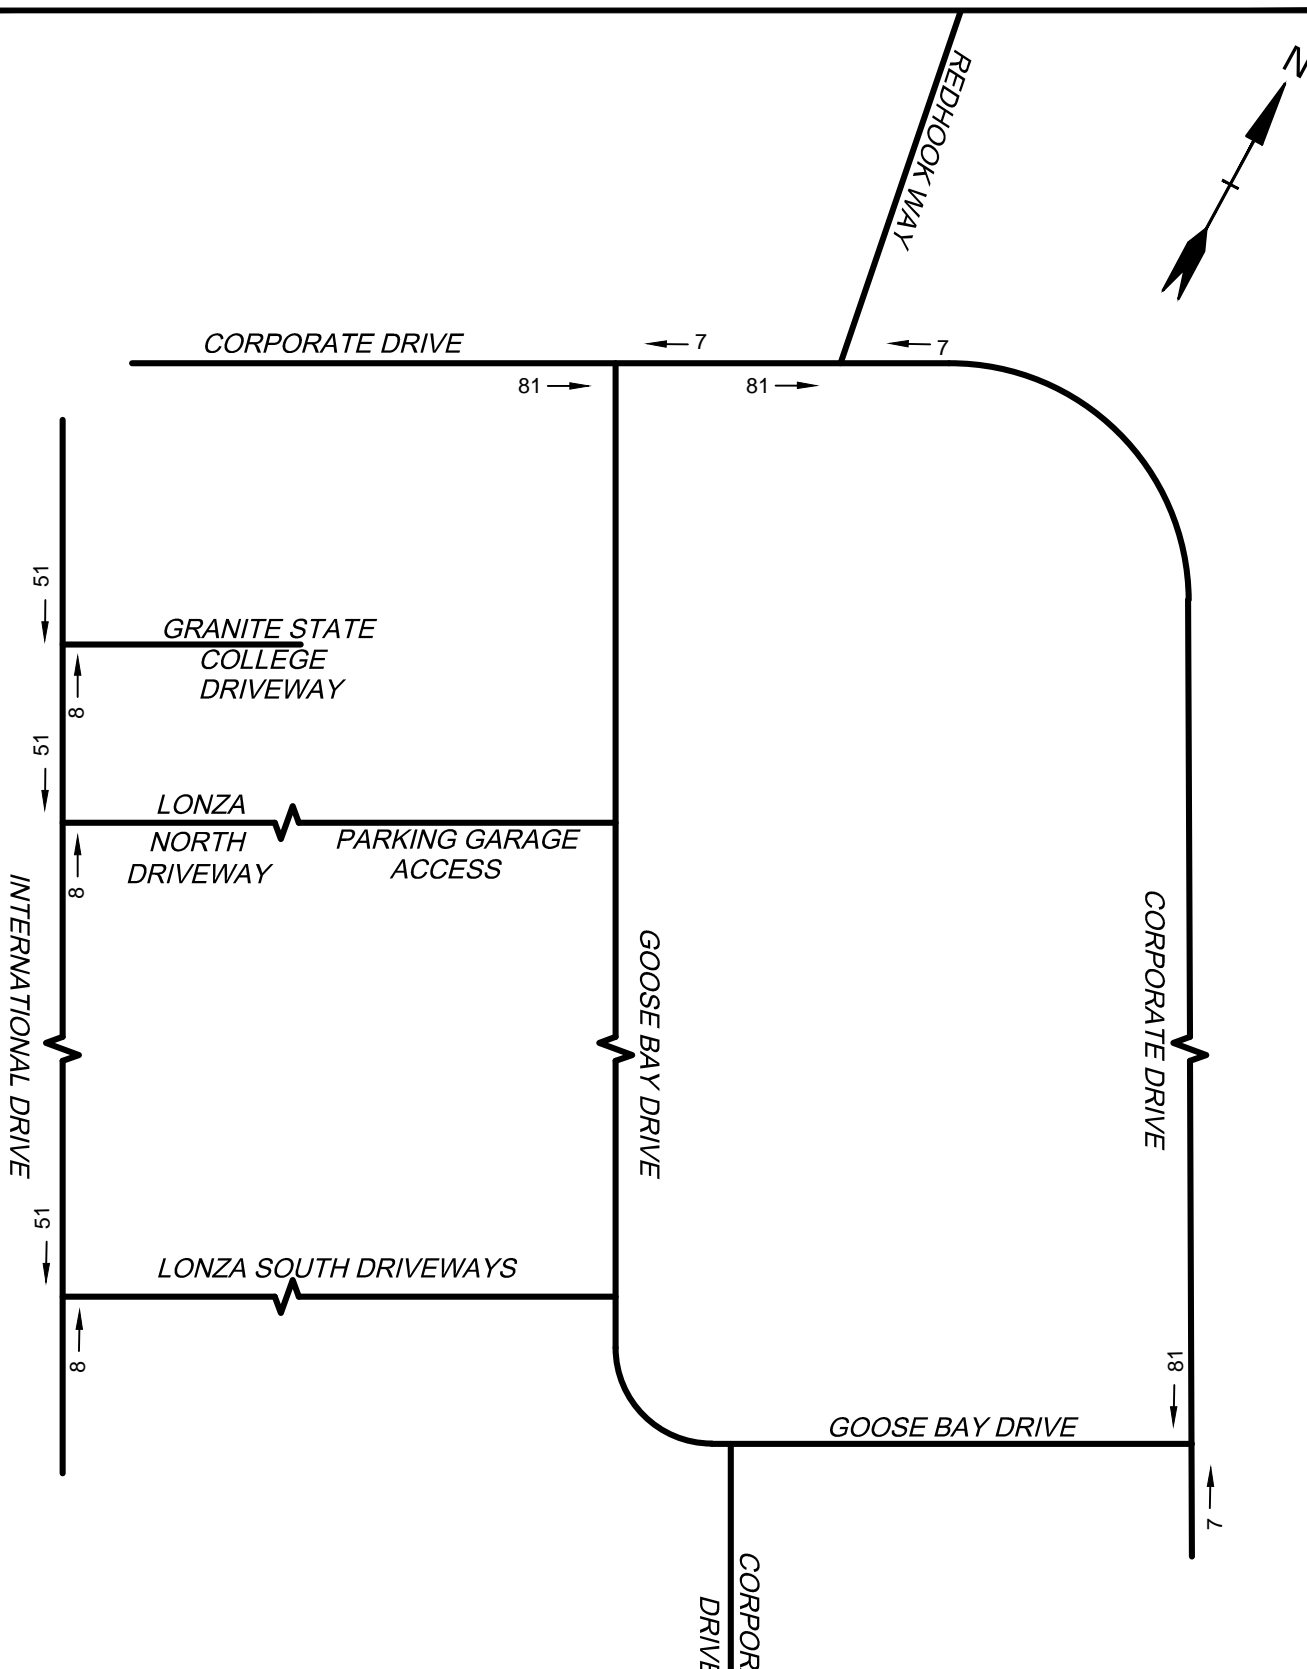 N
REDHOOK WAY
CORPORATE DRIVE
7
7
81
81
51
GRANITE STATE
COLLEGE
DRIVEWAY
8
51
LONZA
NORTH
DRIVEWAY
PARKING GARAGE
ACCESS
8
INTERNATIONAL DRIVE
GOOSE BAY DRIVE
CORPORATE DRIVE
51
LONZA SOUTH DRIVEWAYS
8
81
GOOSE BAY DRIVE
7
CORPOR
DRIVE